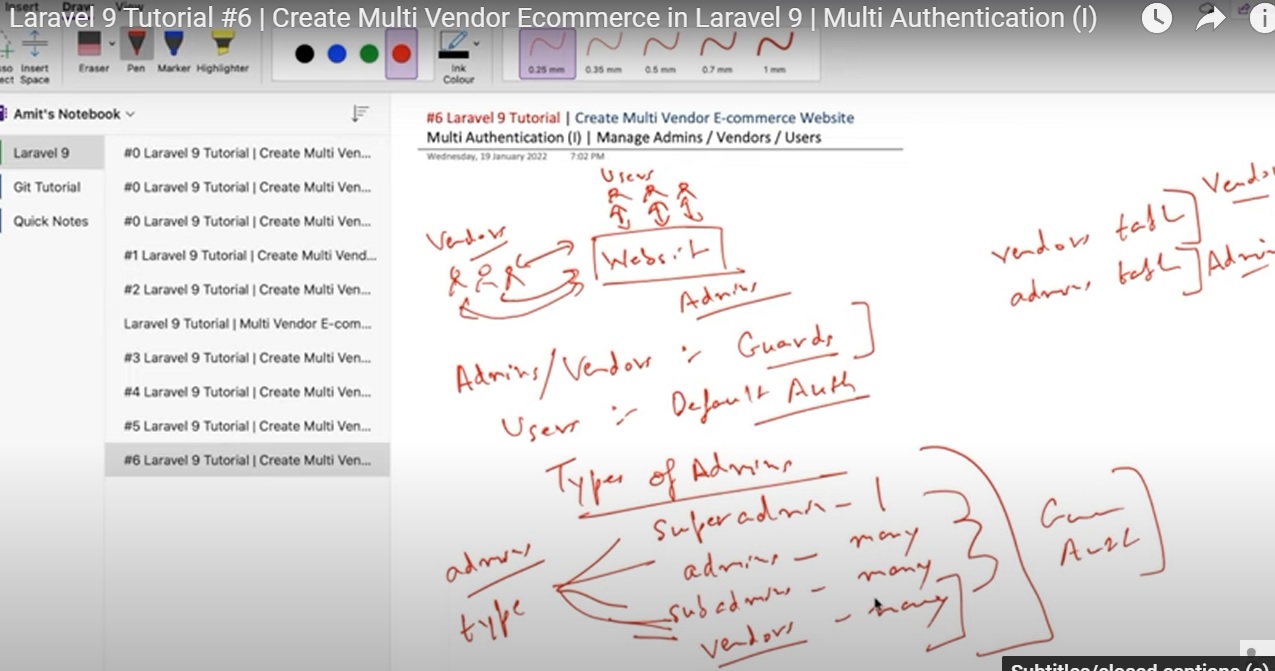 Laravel 9 Tutorial #6 | Create Multi Vendor Ecommerce in Laravel 9 | Multi Authentication (I)
Insert Draw View
Insert
Space
Eraser
Pen
Marker
Highlighter
Ink
Colour
0.25 mm
0.35 mm
0.5 mm
0.7 mm
1 mm
Amit's Notebook
Laravel 9
Git Tutorial
Quick Notes
#0 Laravel 9 Tutorial | Create Multi Ven...
#0 Laravel 9 Tutorial | Create Multi Ven...
#0 Laravel 9 Tutorial | Create Multi Ven...
#1 Laravel 9 Tutorial | Create Multi Vend...
#2 Laravel 9 Tutorial | Create Multi Ven...
Laravel 9 Tutorial | Multi Vendor E-com...
#3 Laravel 9 Tutorial | Create Multi Ven...
#4 Laravel 9 Tutorial | Create Multi Ven...
#5 Laravel 9 Tutorial | Create Multi Ven...
#6 Laravel 9 Tutorial | Create Multi Ven...
#6 Laravel 9 Tutorial | Create Multi Vendor E-commerce Website
Multi Authentication (I) | Manage Admins / Vendors / Users
Wednesday, 19 January 2022 7:02 PM
Users
Vendors
Website
Admins
vendors table
admins table
Admins/Vendors :- Guards
Users :- Default Auth
Types of Admins
superadmin - 1
admins - many
subadmins - many
vendors - many
admins
type
Auth
Subtitles/closed captions (c)